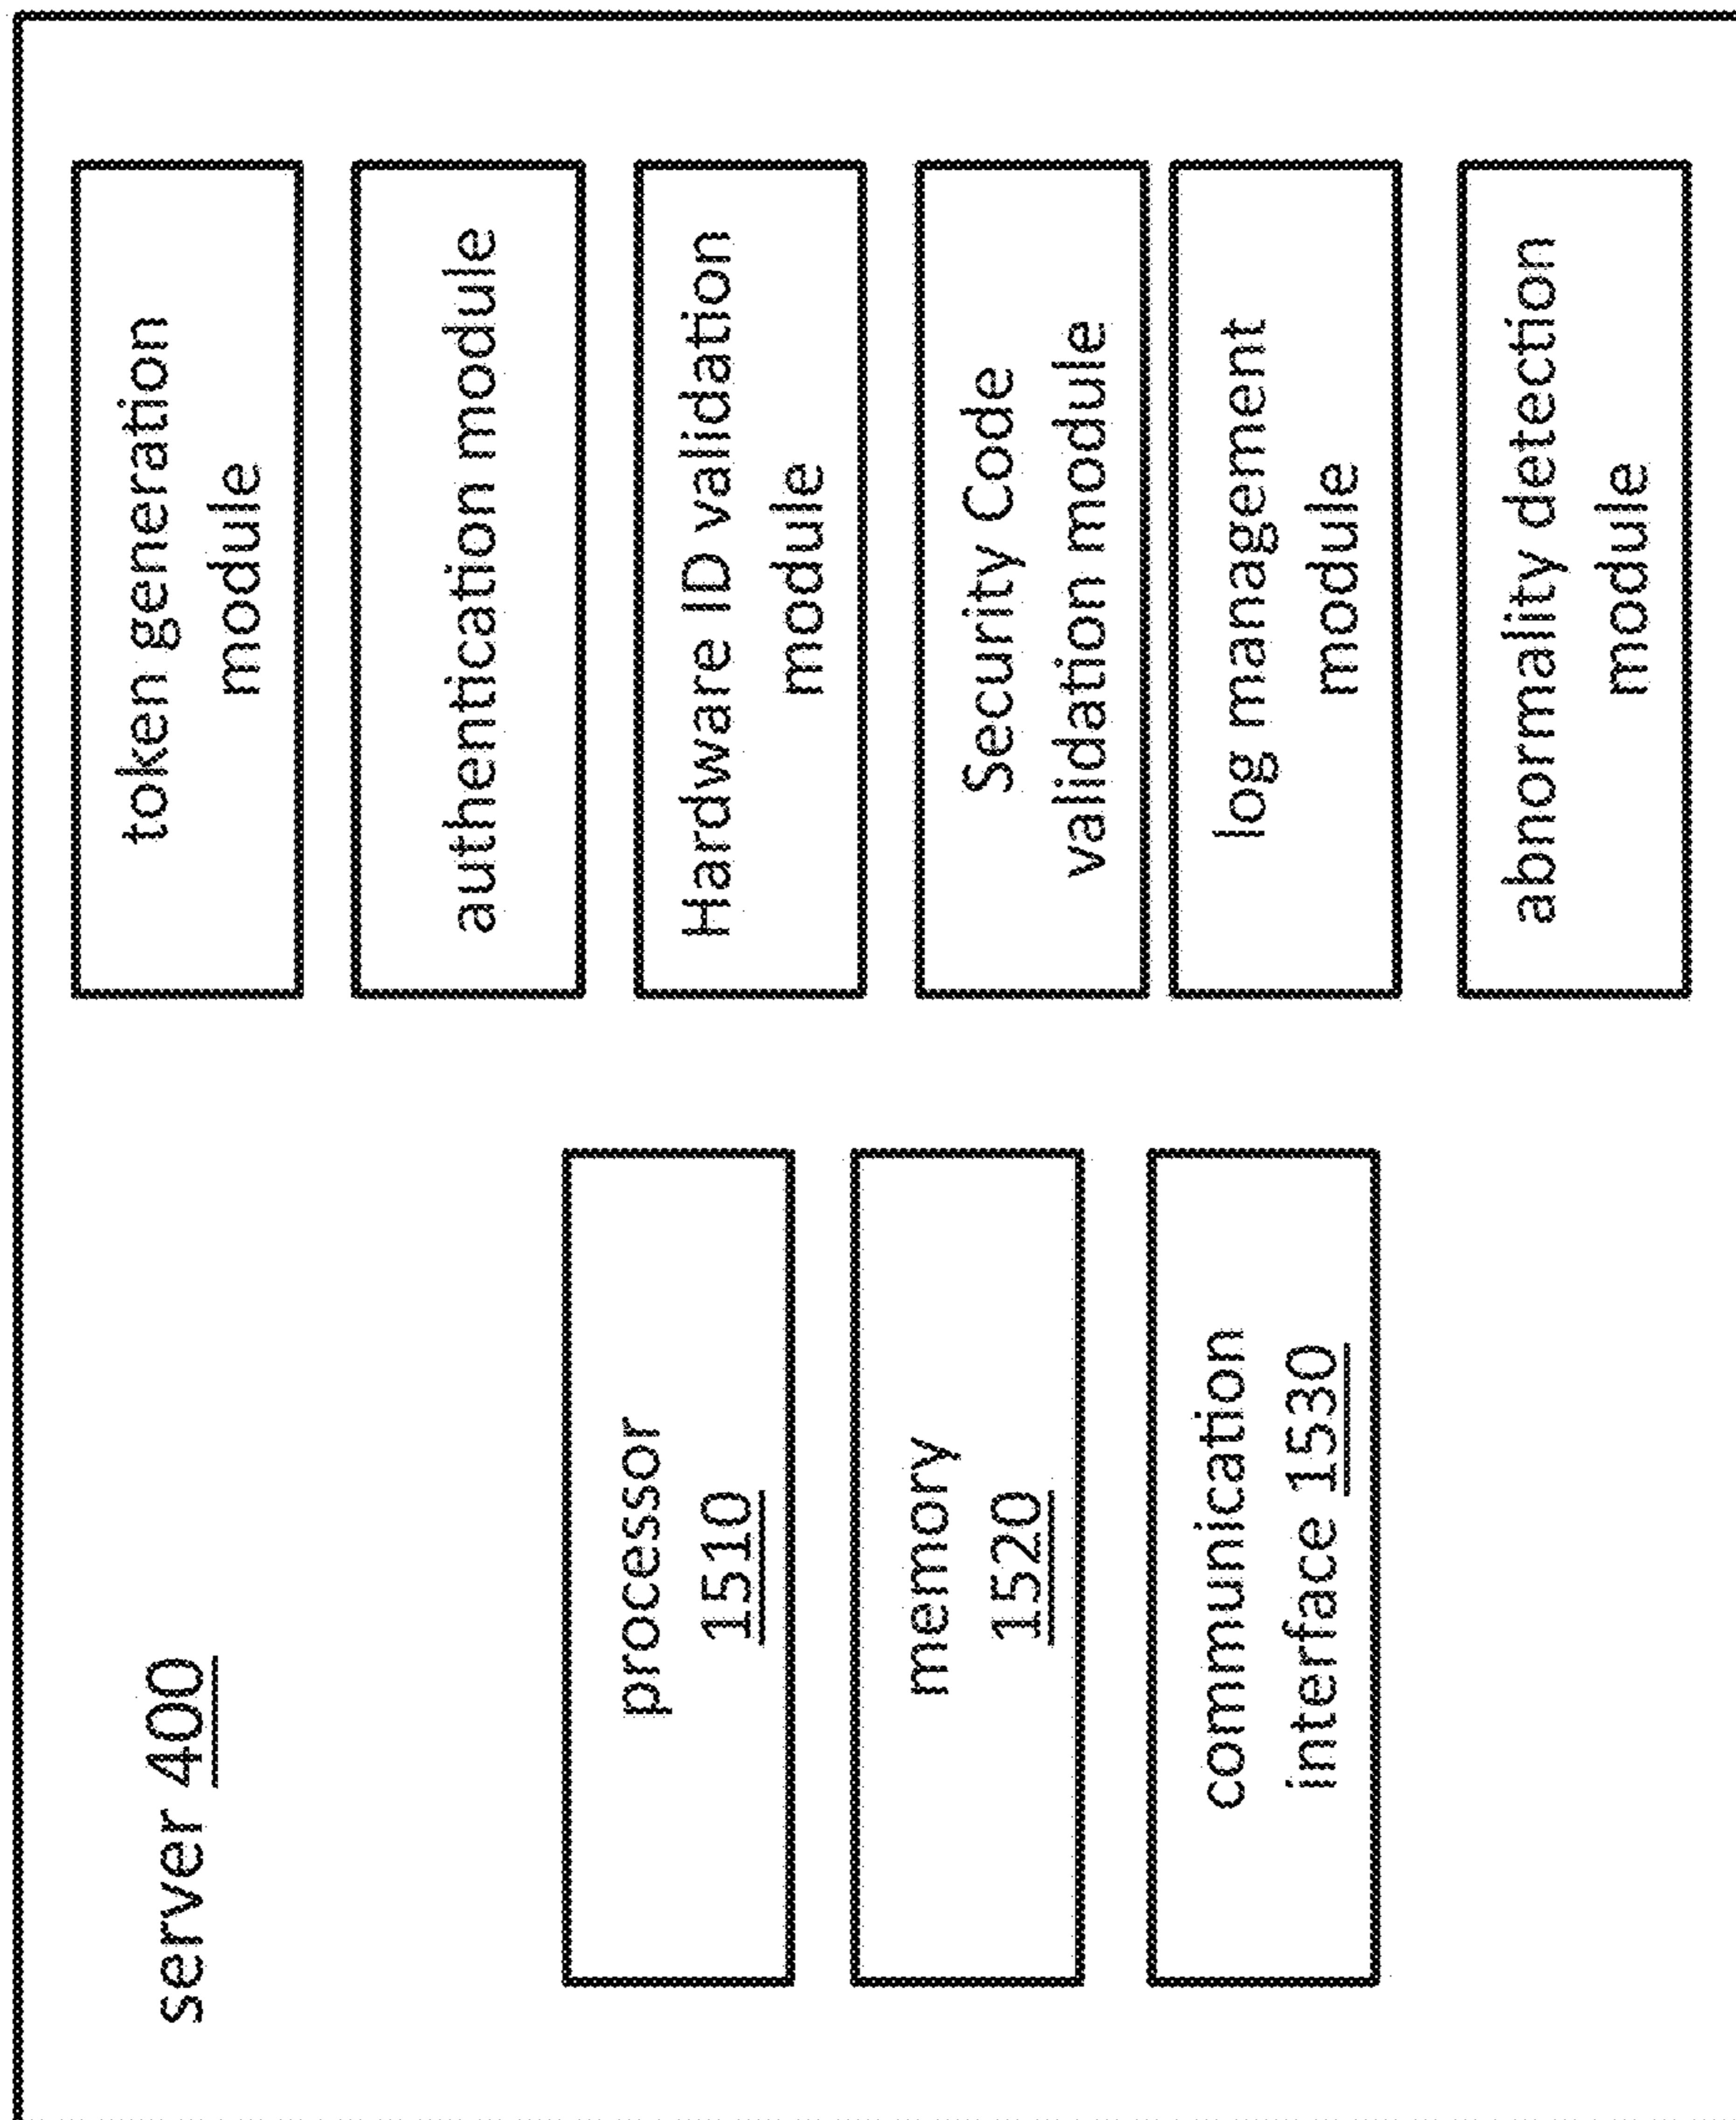 server 400
processor
1510
memory
1520
communication
interface 1530
token generation
module
authentication module
Hardware ID validation
module
Security Code
validation module
log management
module
abnormality detection
module